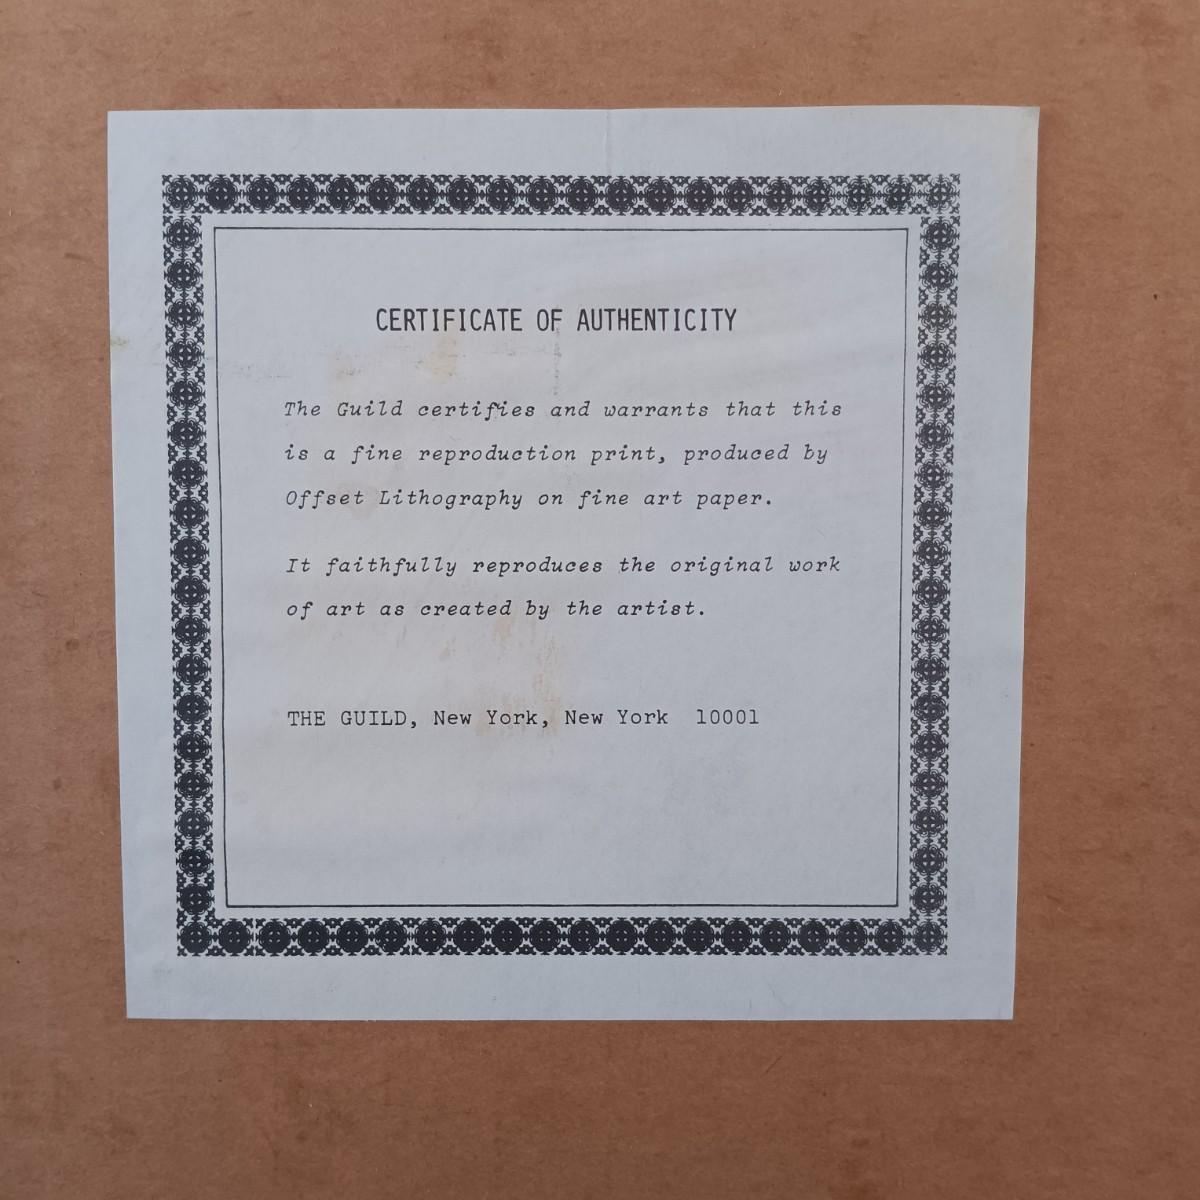 CERTIFICATE OF AUTHENTICITY
The Guild certifies and warrants that this
is a fine reproduction print, produced by
Offset Lithography on fine art paper.
It faithfully reproduces the original work
of art as created by the artist.
THE GUILD, New York, New York 10001